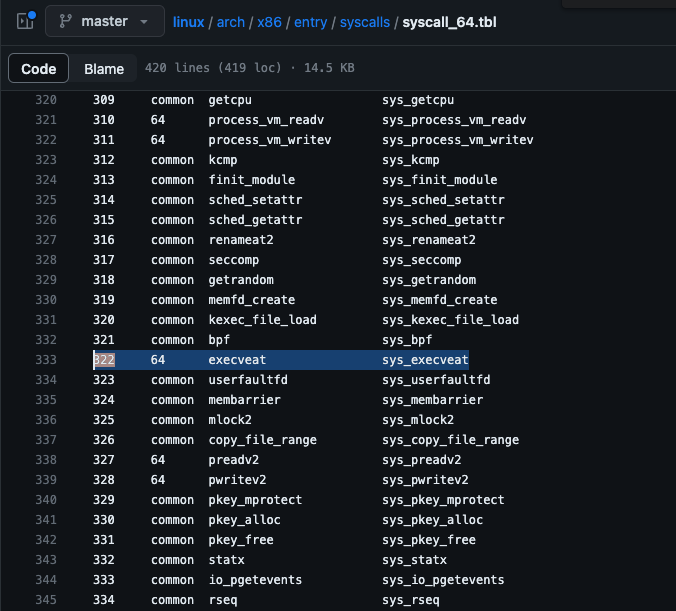 master linux / arch / x86 / entry / syscalls / syscall_64.tbl
Code Blame 420 lines (419 loc) · 14.5 KB
320 309 common getcpu sys_getcpu
321 310 64 process_vm_readv sys_process_vm_readv
322 311 64 process_vm_writev sys_process_vm_writev
323 312 common kcmp sys_kcmp
324 313 common finit_module sys_finit_module
325 314 common sched_setattr sys_sched_setattr
326 315 common sched_getattr sys_sched_getattr
327 316 common renameat2 sys_renameat2
328 317 common seccomp sys_seccomp
329 318 common getrandom sys_getrandom
330 319 common memfd_create sys_memfd_create
331 320 common kexec_file_load sys_kexec_file_load
332 321 common bpf sys_bpf
333 322 64 execveat sys_execveat
334 323 common userfaultfd sys_userfaultfd
335 324 common membarrier sys_membarrier
336 325 common mlock2 sys_mlock2
337 326 common copy_file_range sys_copy_file_range
338 327 64 preadv2 sys_preadv2
339 328 64 pwritev2 sys_pwritev2
340 329 common pkey_mprotect sys_pkey_mprotect
341 330 common pkey_alloc sys_pkey_alloc
342 331 common pkey_free sys_pkey_free
343 332 common statx sys_statx
344 333 common io_pgetevents sys_io_pgetevents
345 334 common rseq sys_rseq